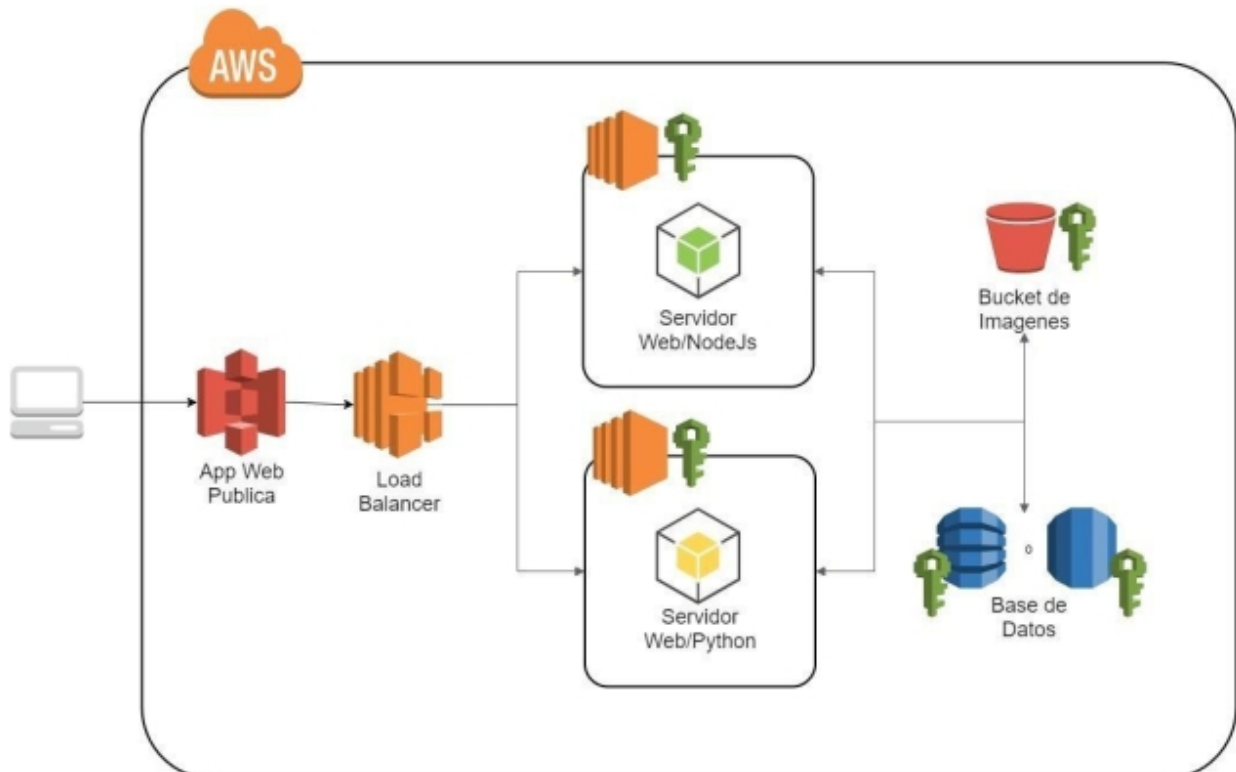 AWS
Servidor
Web/NodeJs
Bucket de
Imagenes
App Web
Publica
Load
Balancer
Servidor
Web/Python
o
Base de
Datos